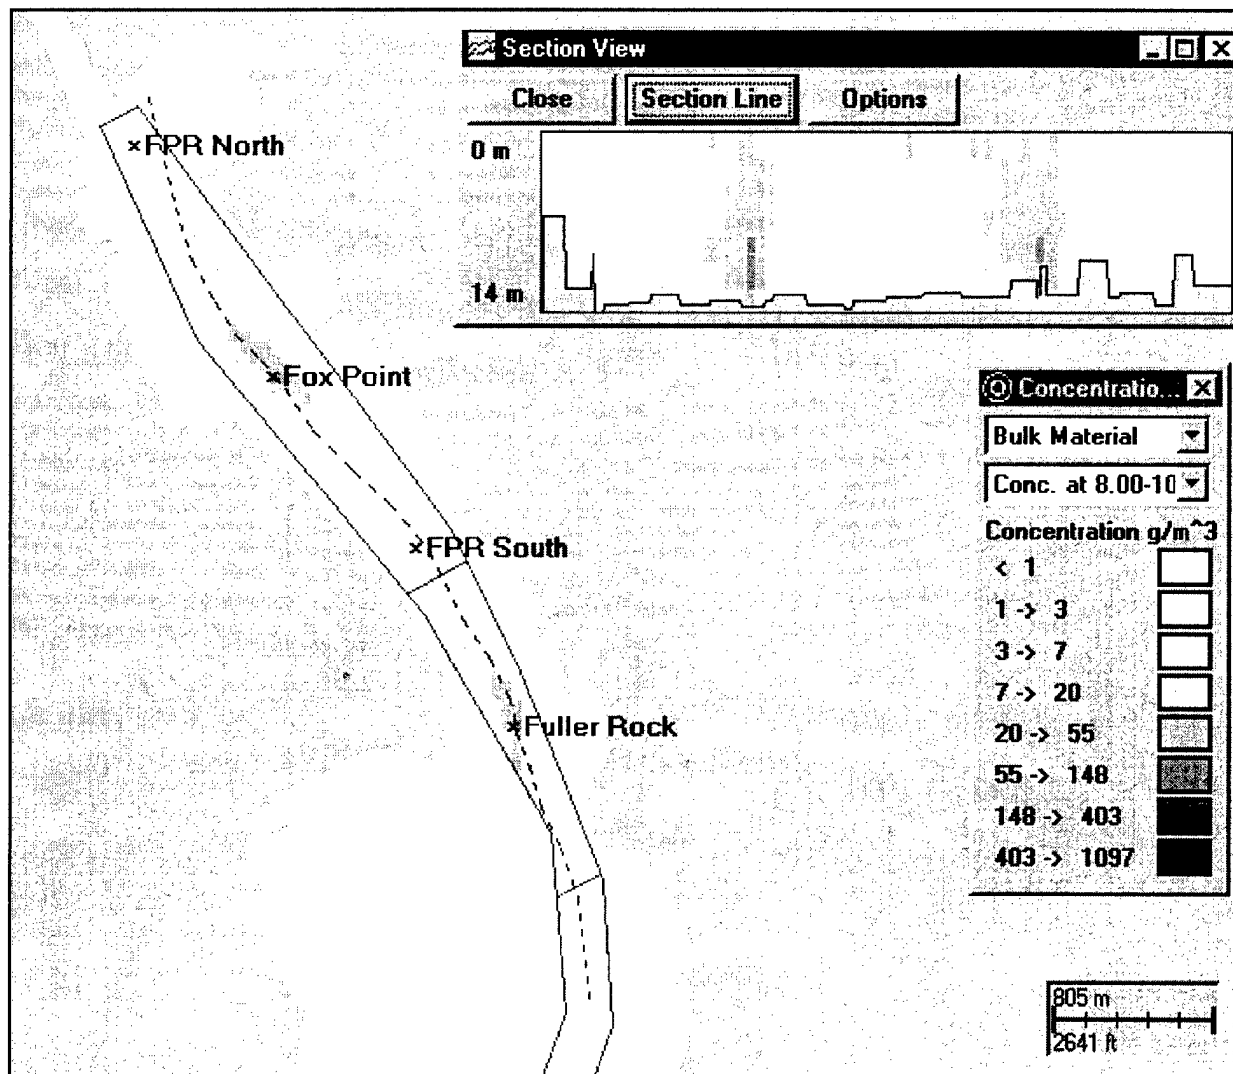 Section View
Close Section Line Options
0 m
14 m
FPR North
Fox Point
FPR South
Fuller Rock
Concentratio...
Bulk Material
Conc. at 8.00-10
Concentration g/m^3
< 1
1 -> 3
3 -> 7
7 -> 20
20 -> 55
55 -> 148
148 -> 403
403 -> 1097
805 m
2641 ft